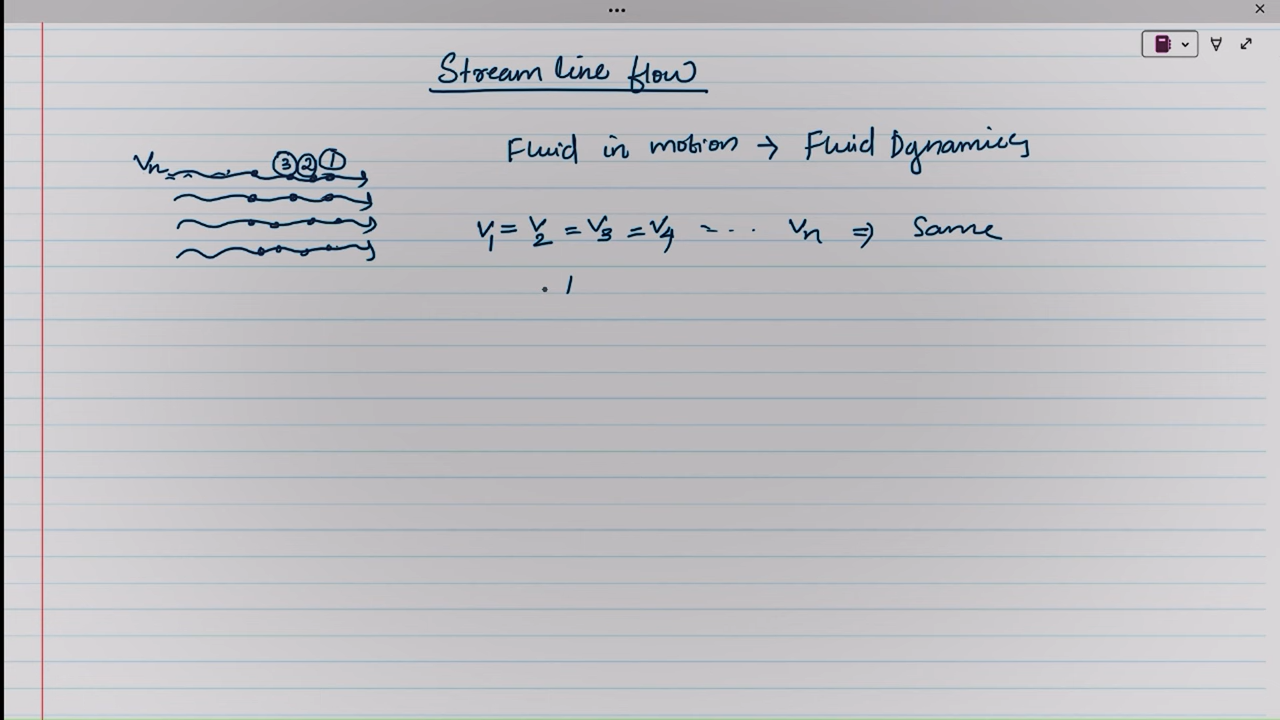 Stream line flow
Fluid in motion → Fluid Dynamics
Vn
3 2 1
V1 = V2 = V3 = V4 - - . . Vn ⇒ Same